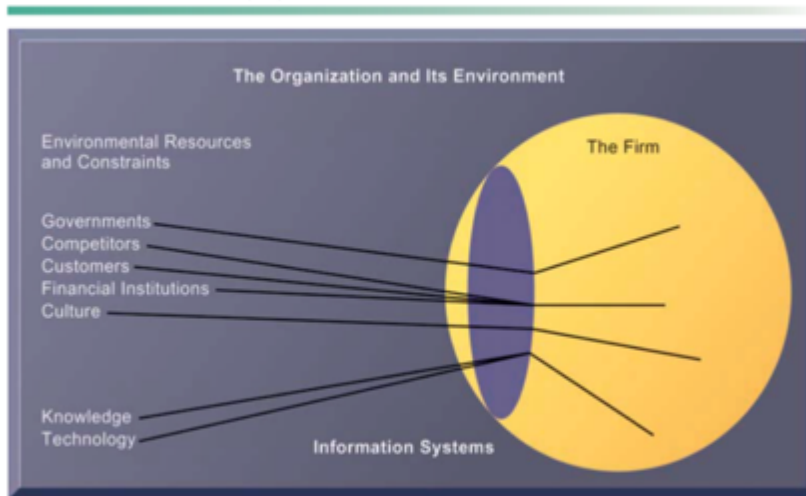 The Organization and Its Environment
Environmental Resources
and Constraints
The Firm
Governments
Competitors
Customers
Financial Institutions
Culture
Knowledge
Technology
Information Systems